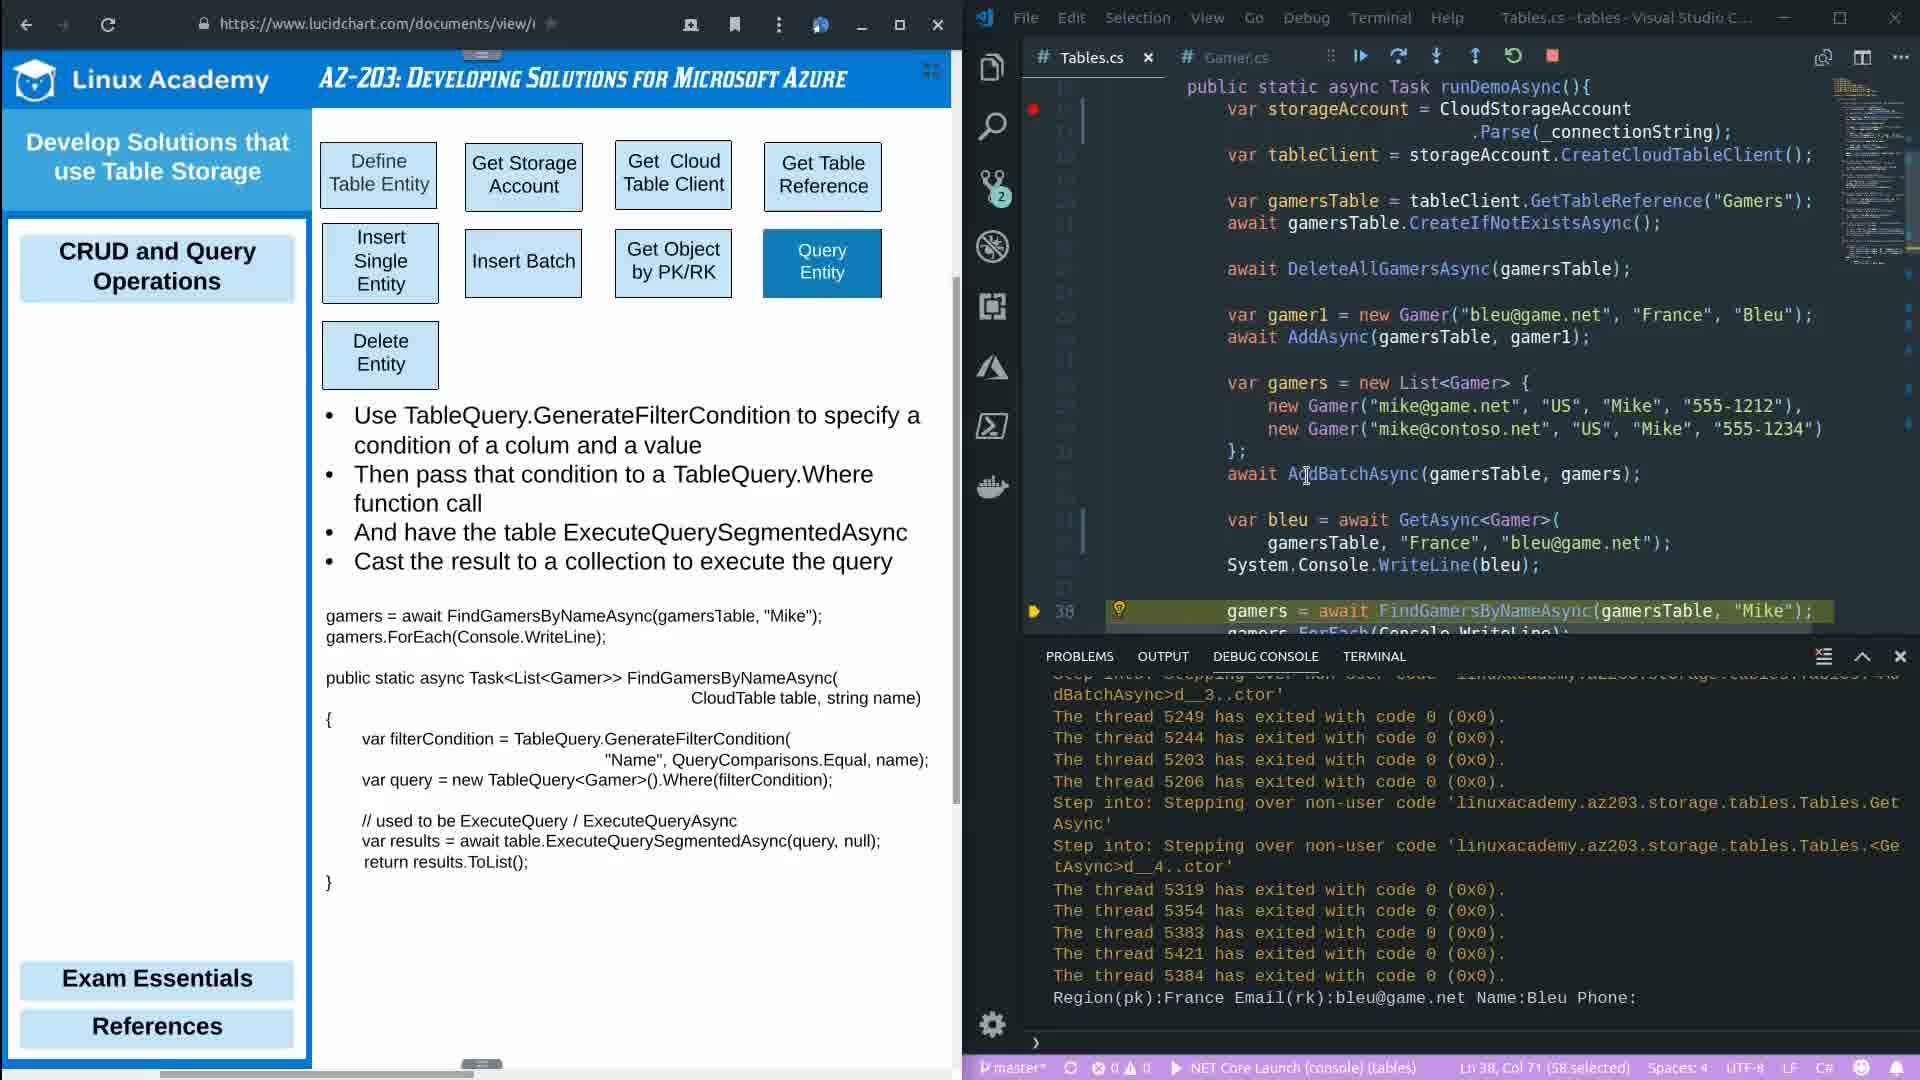 https://www.lucidchart.com/documents/view/
Linux Academy
AZ-203: Developing Solutions for Microsoft Azure
Develop Solutions that
use Table Storage
CRUD and Query
Operations
Exam Essentials
References
Define
Table Entity
Get Storage
Account
Get Cloud
Table Client
Get Table
Reference
Insert
Single
Entity
Insert Batch
Get Object
by PK/RK
Query
Entity
Delete
Entity
• Use TableQuery.GenerateFilterCondition to specify a
condition of a colum and a value
• Then pass that condition to a TableQuery.Where
function call
• And have the table ExecuteQuerySegmentedAsync
• Cast the result to a collection to execute the query
gamers = await FindGamersByNameAsync(gamersTable, "Mike");
gamers.ForEach(Console.WriteLine);
public static async Task<List<Gamer>> FindGamersByNameAsync(
CloudTable table, string name)
{
var filterCondition = TableQuery.GenerateFilterCondition(
"Name", QueryComparisons.Equal, name);
var query = new TableQuery<Gamer>().Where(filterCondition);
// used to be ExecuteQuery / ExecuteQueryAsync
var results = await table.ExecuteQuerySegmentedAsync(query, null);
return results.ToList();
}
File Edit Selection View Go Debug Terminal Help Tables.cs - tables - Visual Studio C...
# Tables.cs
# Gamer.cs
public static async Task runDemoAsync(){
var storageAccount = CloudStorageAccount
.Parse(_connectionString);
var tableClient = storageAccount.CreateCloudTableClient();
var gamersTable = tableClient.GetTableReference("Gamers");
await gamersTable.CreateIfNotExistsAsync();
await DeleteAllGamersAsync(gamersTable);
var gamer1 = new Gamer("bleu@game.net", "France", "Bleu");
await AddAsync(gamersTable, gamer1);
var gamers = new List<Gamer> {
new Gamer("mike@game.net", "US", "Mike", "555-1212"),
new Gamer("mike@contoso.net", "US", "Mike", "555-1234")
};
await AddBatchAsync(gamersTable, gamers);
var bleu = await GetAsync<Gamer>(
gamersTable, "France", "bleu@game.net");
System.Console.WriteLine(bleu);
38 gamers = await FindGamersByNameAsync(gamersTable, "Mike");
gamers.ForEach(Console.WriteLine);
2
PROBLEMS OUTPUT DEBUG CONSOLE TERMINAL
dBatchAsync>d__3..ctor'
The thread 5249 has exited with code 0 (0x0).
The thread 5244 has exited with code 0 (0x0).
The thread 5203 has exited with code 0 (0x0).
The thread 5206 has exited with code 0 (0x0).
Step into: Stepping over non-user code 'linuxacademy.az203.storage.tables.Tables.Get
Async'
Step into: Stepping over non-user code 'linuxacademy.az203.storage.tables.Tables.<Ge
tAsync>d__4..ctor'
The thread 5319 has exited with code 0 (0x0).
The thread 5354 has exited with code 0 (0x0).
The thread 5383 has exited with code 0 (0x0).
The thread 5421 has exited with code 0 (0x0).
The thread 5384 has exited with code 0 (0x0).
Region(pk):France Email(rk):bleu@game.net Name:Bleu Phone:
master* 0 0 .NET Core Launch (console) (tables) Ln 38, Col 71 (58 selected) Spaces: 4 UTF-8 LF C#